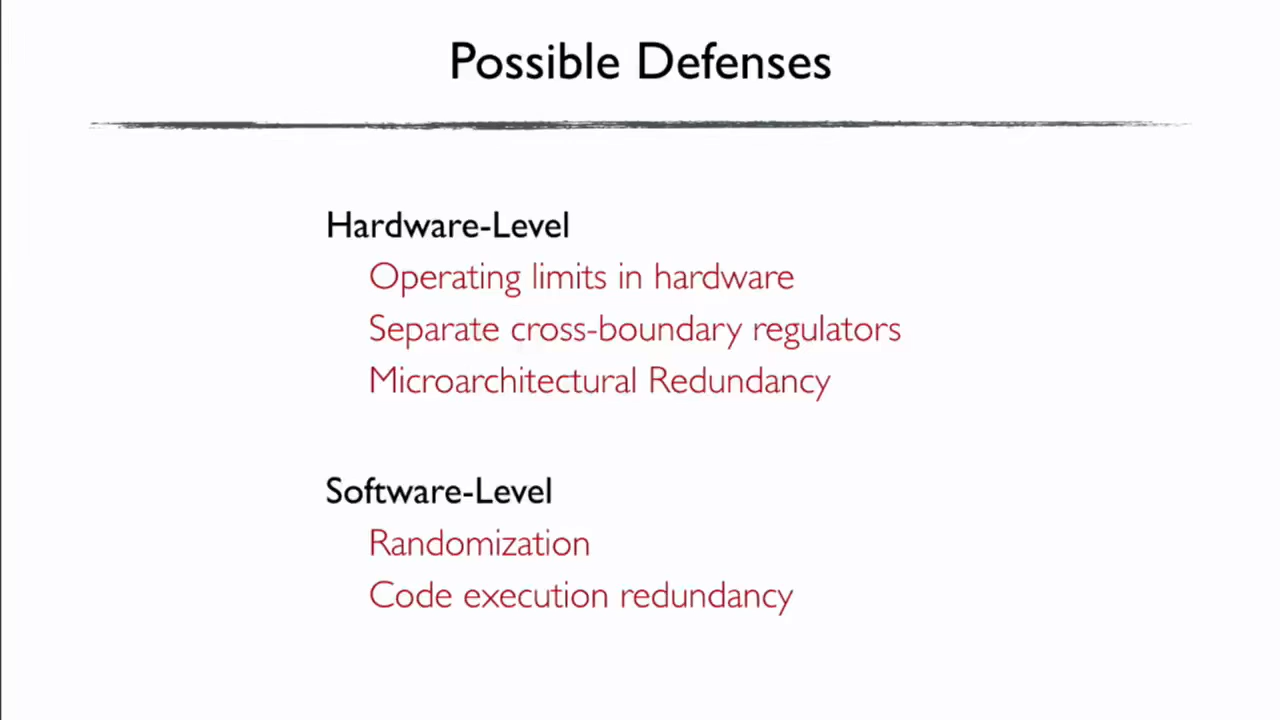 Possible Defenses
Hardware-Level
Operating limits in hardware
Separate cross-boundary regulators
Microarchitectural Redundancy
Software-Level
Randomization
Code execution redundancy